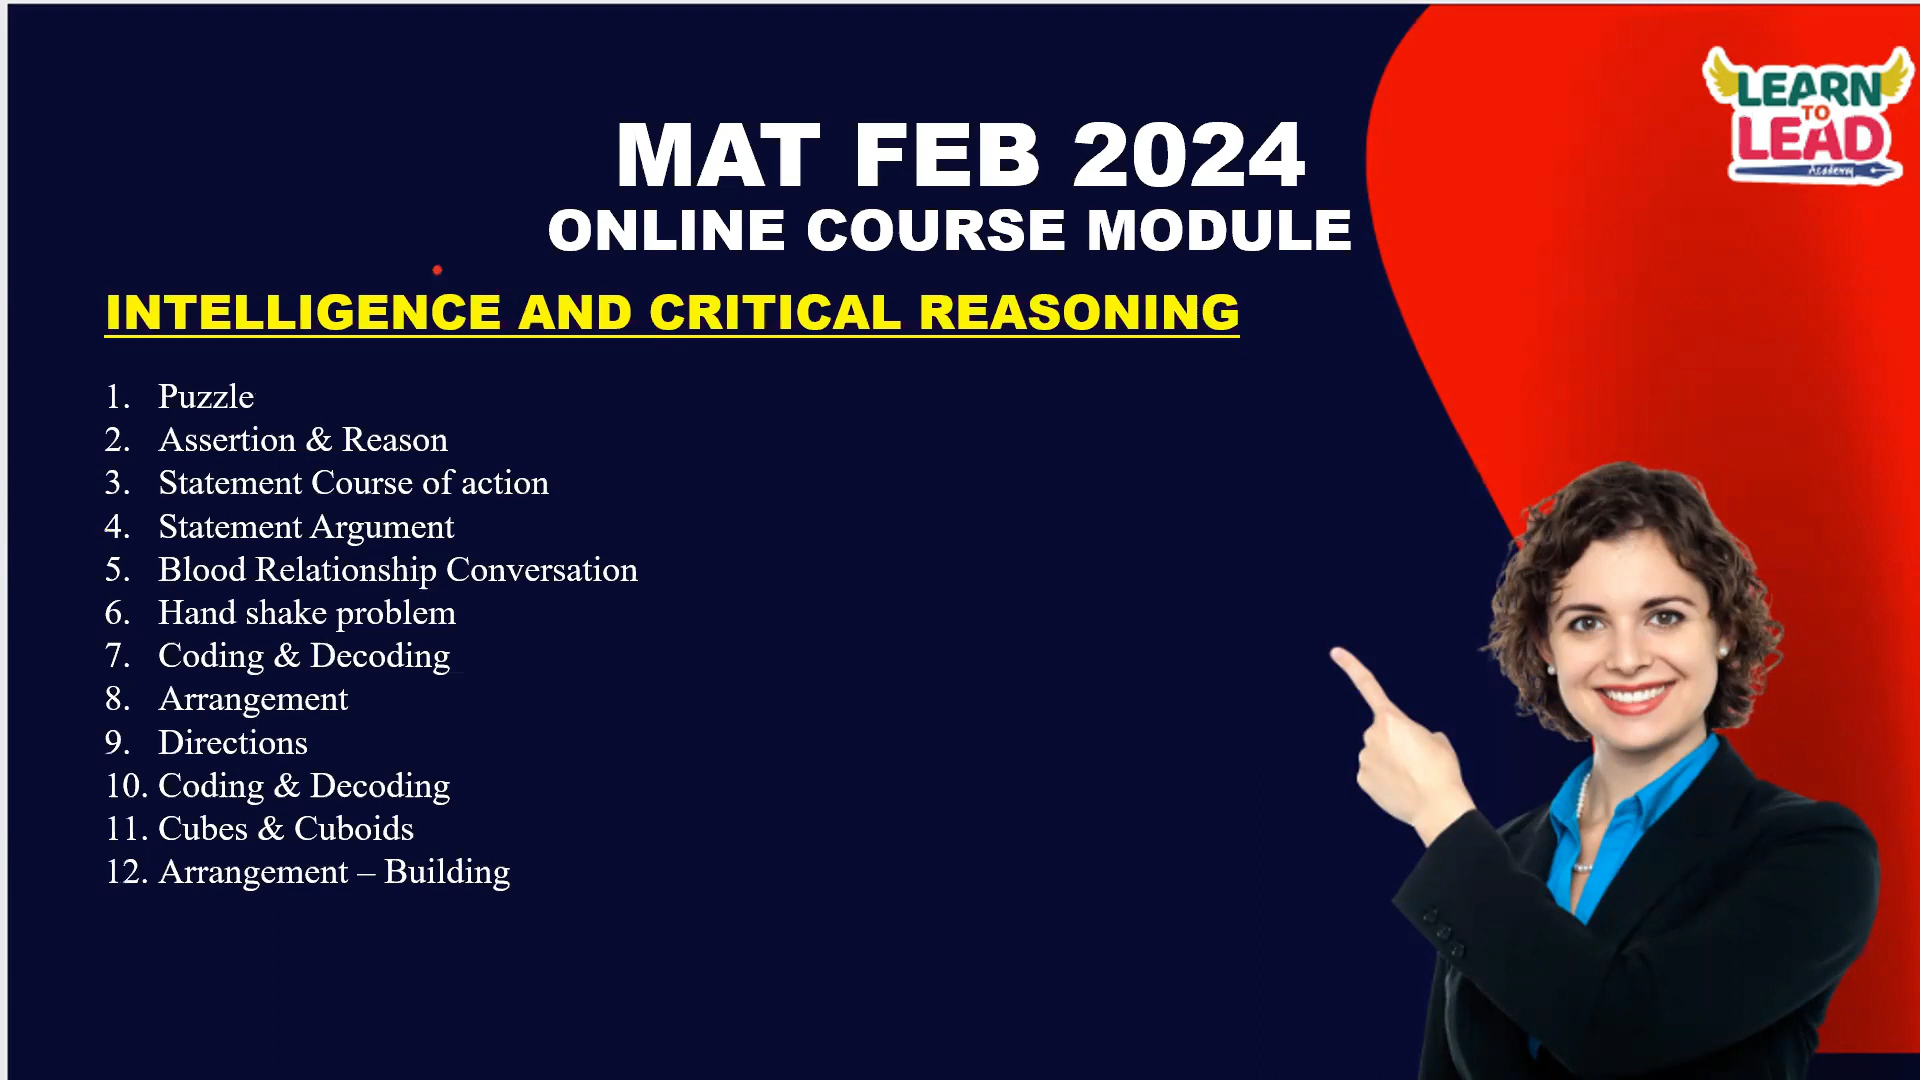 MAT FEB 2024
ONLINE COURSE MODULE
INTELLIGENCE AND CRITICAL REASONING
1. Puzzle
2. Assertion & Reason
3. Statement Course of action
4. Statement Argument
5. Blood Relationship Conversation
6. Hand shake problem
7. Coding & Decoding
8. Arrangement
9. Directions
10. Coding & Decoding
11. Cubes & Cuboids
12. Arrangement – Building
LEARN
TO
LEAD
Academy